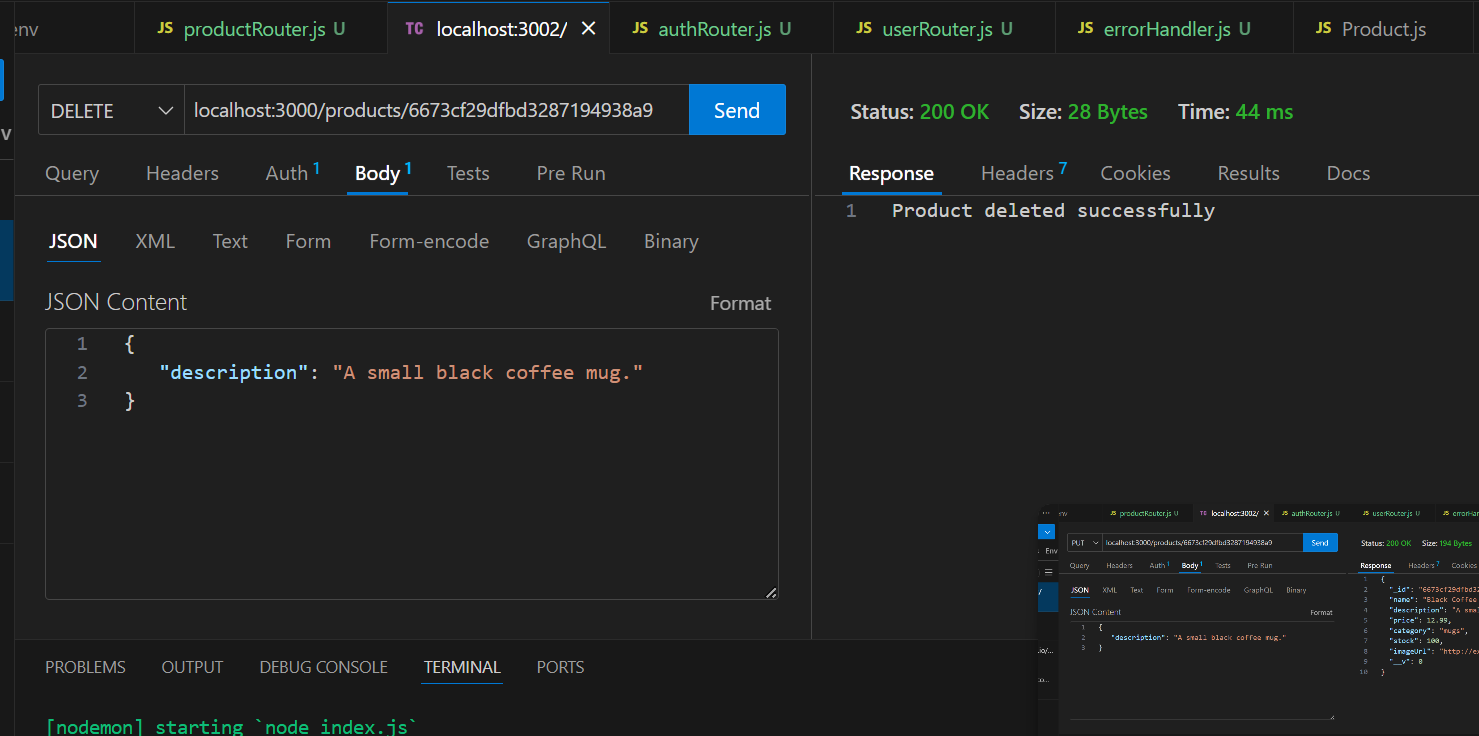 env
JS productRouter.js U
TC localhost:3002/ ×
JS authRouter.js U
JS userRouter.js U
JS errorHandler.js U
JS Product.js
v
DELETE
localhost:3000/products/6673cf29dfbd3287194938a9
Send
Query Headers Auth 1 Body 1 Tests Pre Run
JSON XML Text Form Form-encode GraphQL Binary
JSON Content
Format
1 {
2 "description": "A small black coffee mug."
3 }
Status: 200 OK Size: 28 Bytes Time: 44 ms
Response Headers 7 Cookies Results Docs
1 Product deleted successfully
PROBLEMS OUTPUT DEBUG CONSOLE TERMINAL PORTS
[nodemon] starting `node index.js`
... env JS productRouter.js U TC localhost:3002/ × JS authRouter.js U JS userRouter.js U JS errorHan
Env
PUT localhost:3000/products/6673cf29dfbd3287194938a9 Send
Query Headers Auth 1 Body 1 Tests Pre Run
JSON XML Text Form Form-encode GraphQL Binary
JSON Content Format
1 {
2 "description": "A small black coffee mug."
3 }
Status: 200 OK Size: 194 Bytes
Response Headers 7 Cookies
1 {
2 "_id": "6673cf29dfbd32
3 "name": "Black Coffee
4 "description": "A smal
5 "price": 12.99,
6 "category": "mugs",
7 "stock": 100,
8 "imageUrl": "http://ex
9 "__v": 0
10 }
/
.io/...
to...